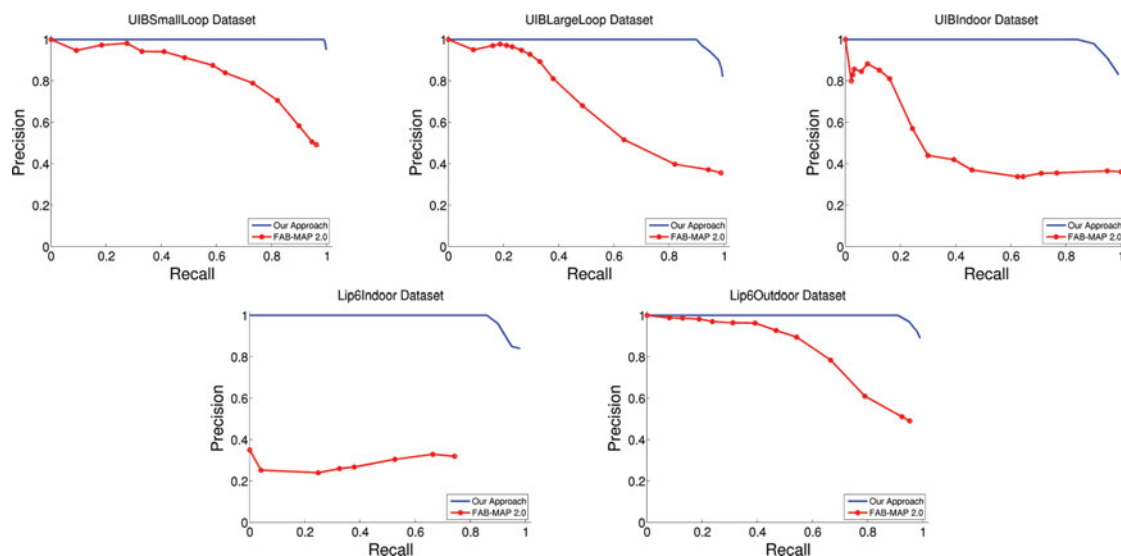 UIBSmallLoop Dataset
1
0.8
0.6
0.4
0.2
0
Precision
0 0.2 0.4 0.6 0.8 1
Recall
Our Approach
FAB-MAP 2.0
UIBLargeLoop Dataset
1
0.8
0.6
0.4
0.2
0
Precision
0 0.2 0.4 0.6 0.8 1
Recall
Our Approach
FAB-MAP 2.0
UIBIndoor Dataset
1
0.8
0.6
0.4
0.2
0
Precision
0 0.2 0.4 0.6 0.8 1
Recall
Our Approach
FAB-MAP 2.0
Lip6Indoor Dataset
1
0.8
0.6
0.4
0.2
0
Precision
0 0.2 0.4 0.6 0.8 1
Recall
Our Approach
FAB-MAP 2.0
Lip6Outdoor Dataset
1
0.8
0.6
0.4
0.2
0
Precision
0 0.2 0.4 0.6 0.8 1
Recall
Our Approach
FAB-MAP 2.0